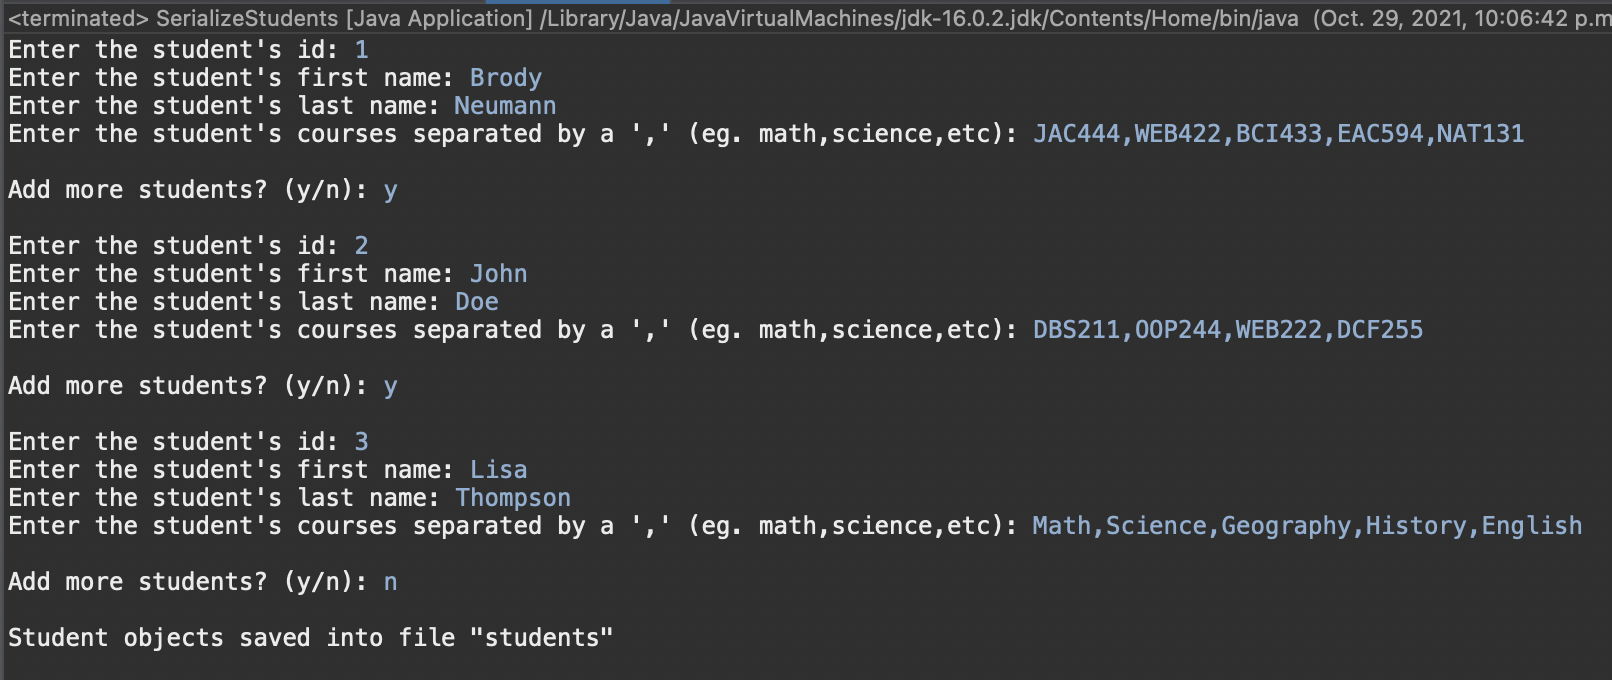 <terminated> SerializeStudents [Java Application] /Library/Java/JavaVirtualMachines/jdk-16.0.2.jdk/Contents/Home/bin/java (Oct. 29, 2021, 10:06:42 p.m
Enter the student's id: 1
Enter the student's first name: Brody
Enter the student's last name: Neumann
Enter the student's courses separated by a ',' (eg. math,science,etc): JAC444,WEB422,BCI433,EAC594,NAT131
Add more students? (y/n): y
Enter the student's id: 2
Enter the student's first name: John
Enter the student's last name: Doe
Enter the student's courses separated by a ',' (eg. math,science,etc): DBS211,OOP244,WEB222,DCF255
Add more students? (y/n): y
Enter the student's id: 3
Enter the student's first name: Lisa
Enter the student's last name: Thompson
Enter the student's courses separated by a ',' (eg. math,science,etc): Math,Science,Geography,History,English
Add more students? (y/n): n
Student objects saved into file "students"